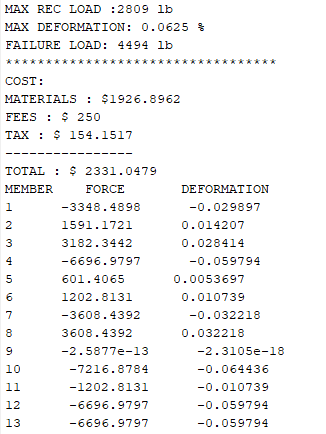 MAX REC LOAD :2809 lb
MAX DEFORMATION: 0.0625 %
FAILURE LOAD: 4494 lb
**********************************
COST:
MATERIALS : $1926.8962
FEES : $ 250
TAX : $ 154.1517
----------------
TOTAL : $ 2331.0479
MEMBER FORCE DEFORMATION
1 -3348.4898 -0.029897
2 1591.1721 0.014207
3 3182.3442 0.028414
4 -6696.9797 -0.059794
5 601.4065 0.0053697
6 1202.8131 0.010739
7 -3608.4392 -0.032218
8 3608.4392 0.032218
9 -2.5877e-13 -2.3105e-18
10 -7216.8784 -0.064436
11 -1202.8131 -0.010739
12 -6696.9797 -0.059794
13 -6696.9797 -0.059794